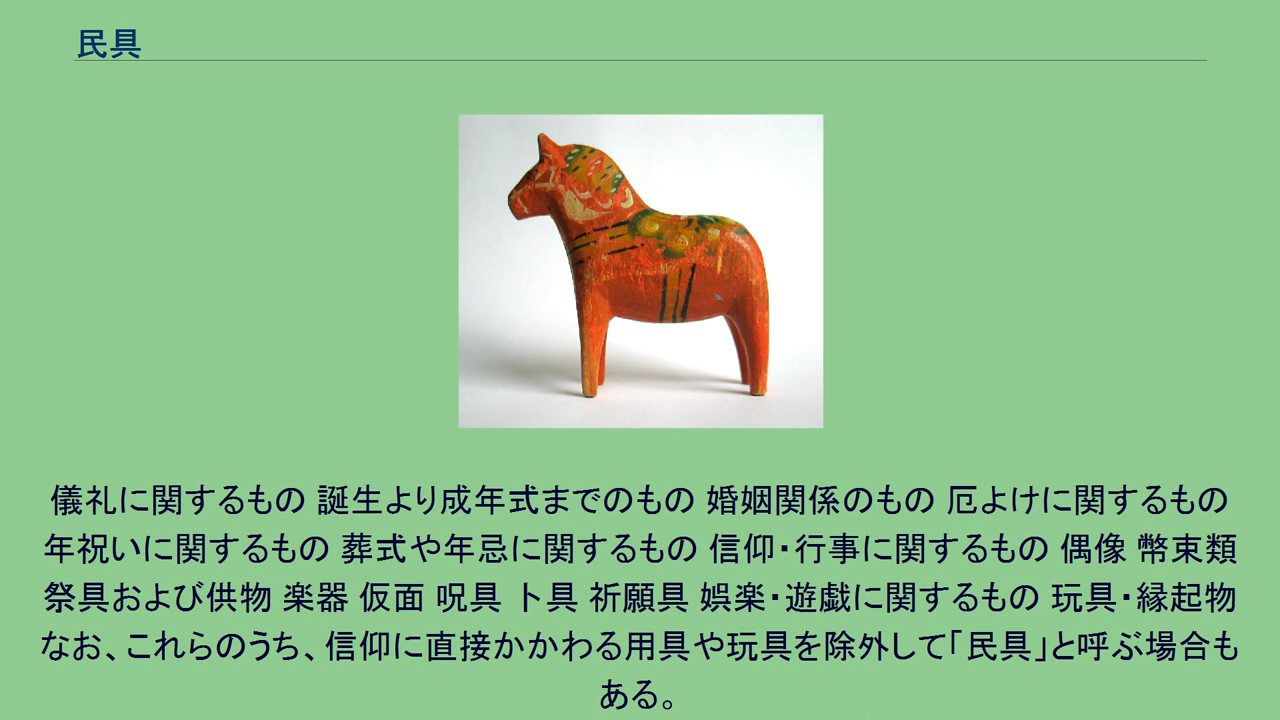 民具
儀礼に関するもの 誕生より成年式までのもの 婚姻関係のもの 厄よけに関するもの
年祝いに関するもの 葬式や年忌に関するもの 信仰・行事に関するもの 偶像 幣束類
祭具および供物 楽器 仮面 呪具 卜具 祈願具 娯楽・遊戯に関するもの 玩具・縁起物
なお、これらのうち、信仰に直接かかわる用具や玩具を除外して「民具」と呼ぶ場合も
ある。